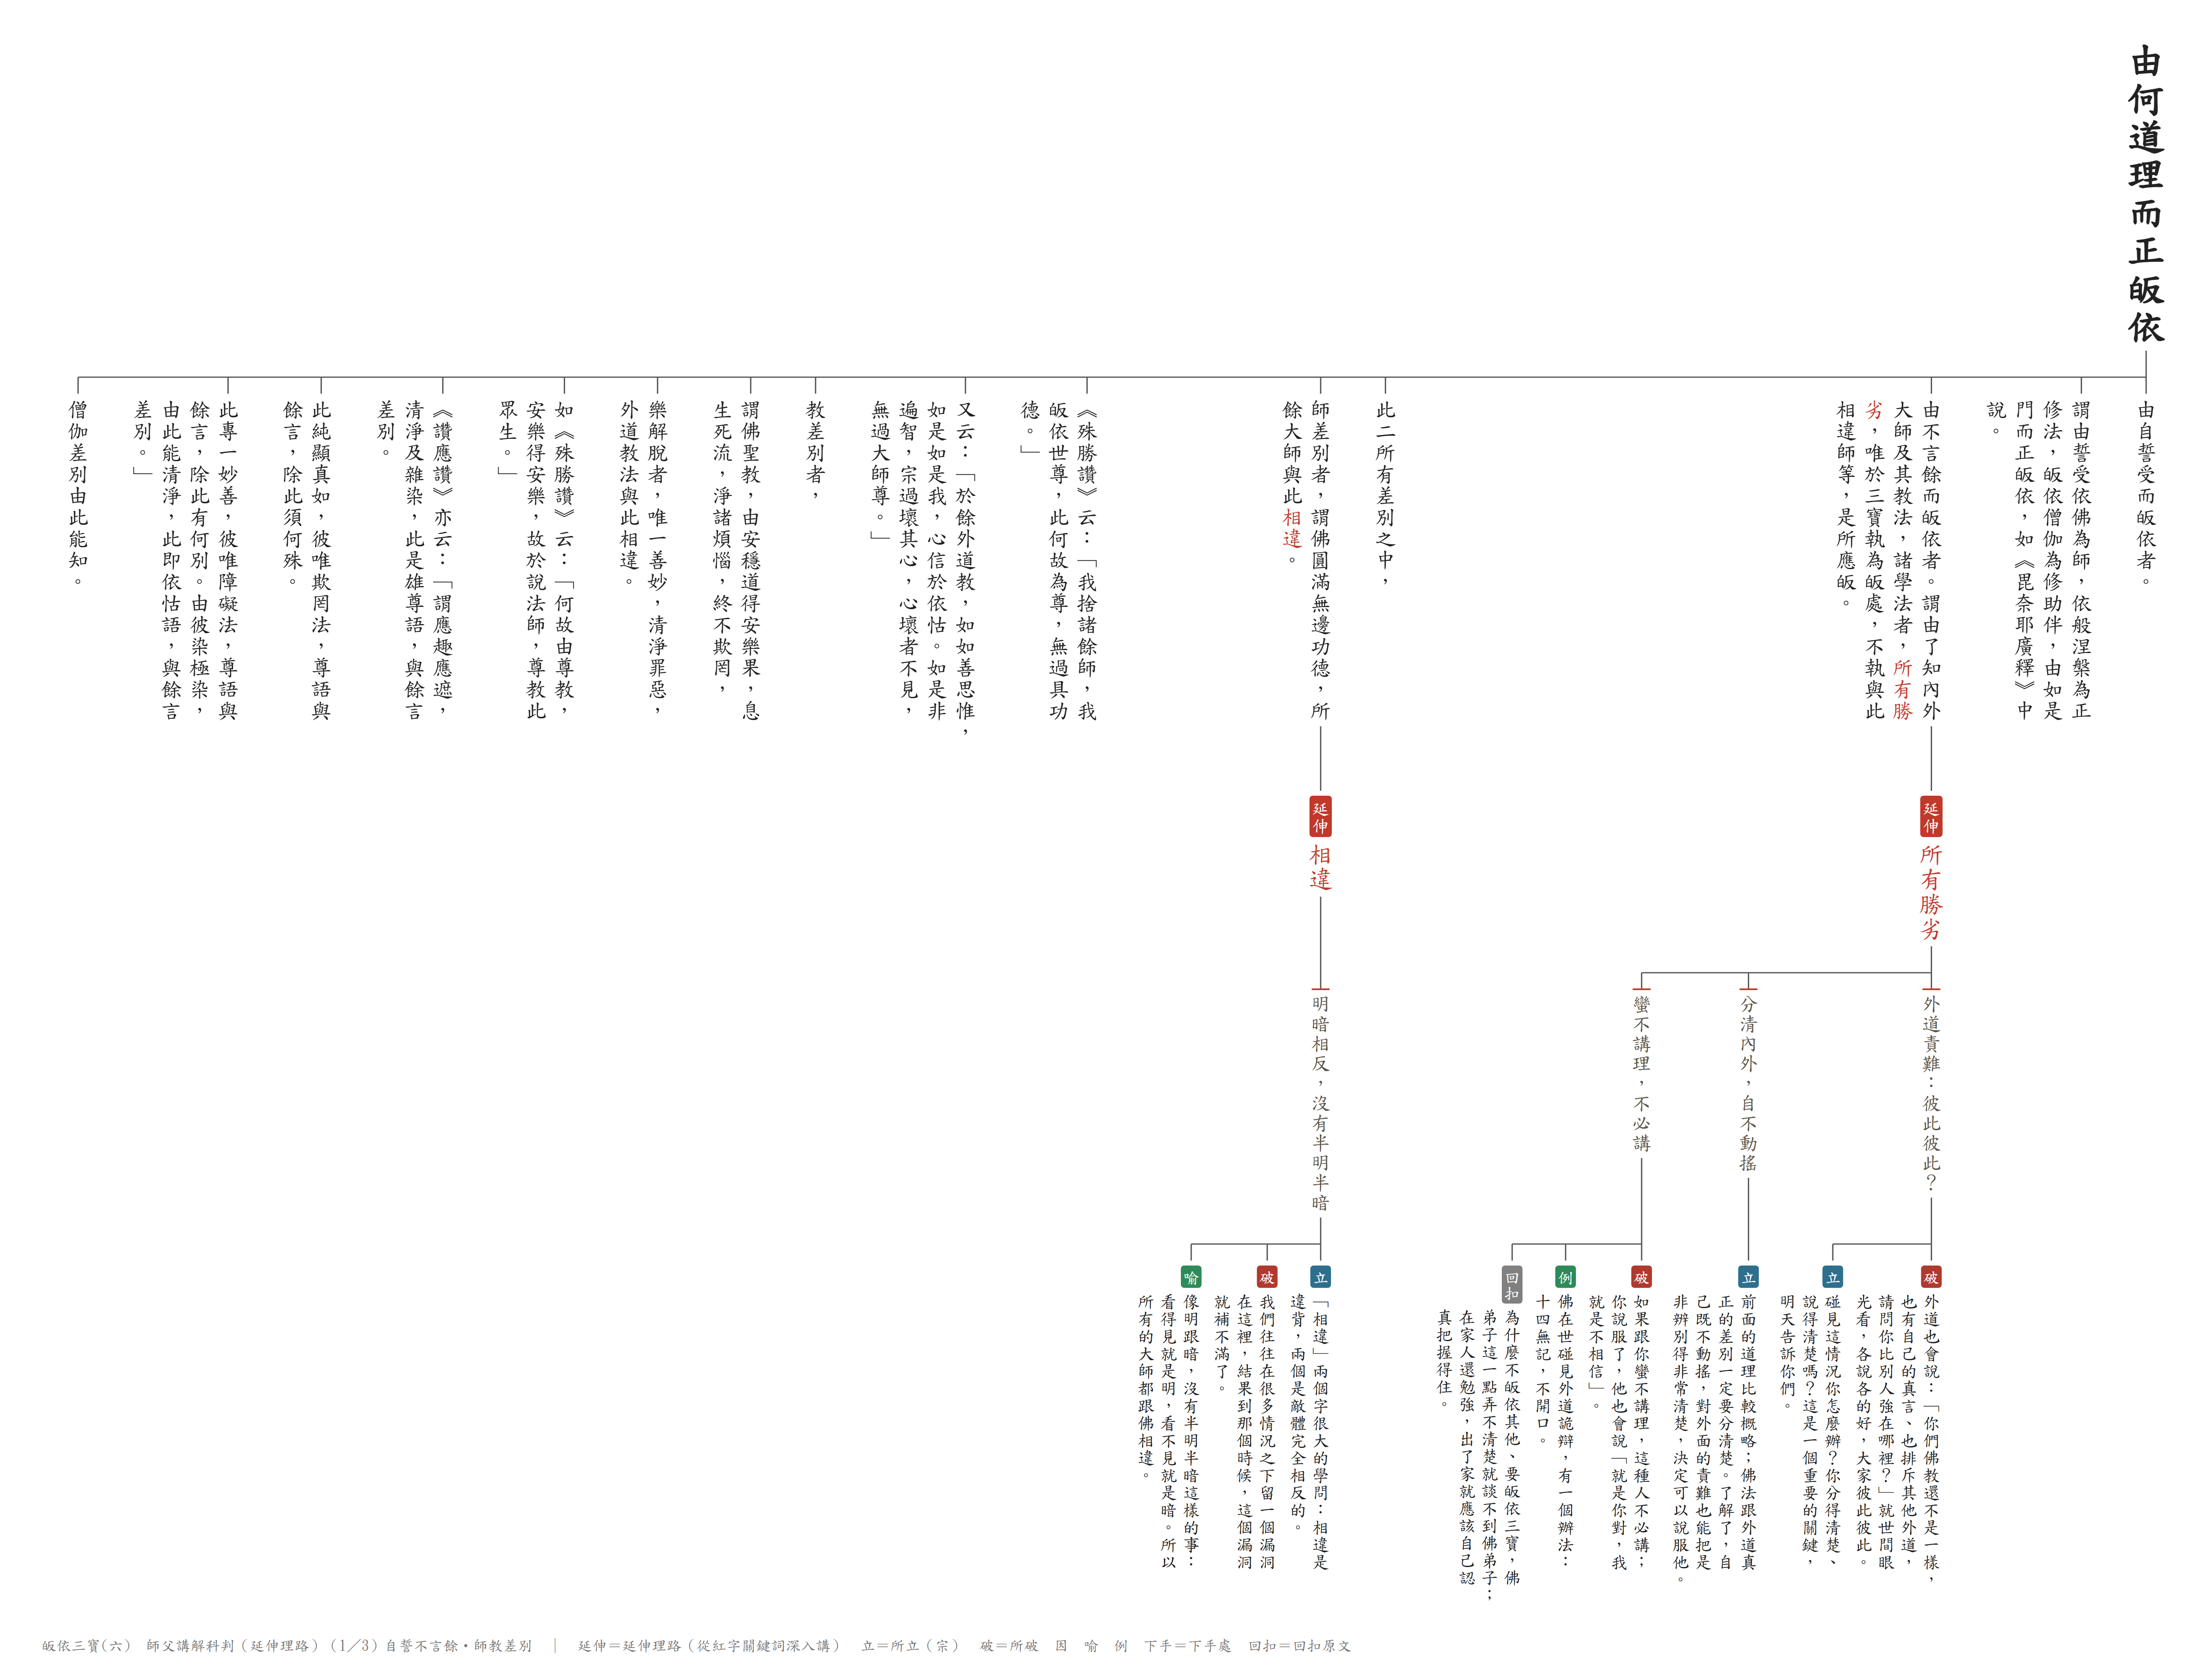 由何道理而正皈依
由自誓受而皈依者。
謂由誓受依佛為師，依般涅槃為正
修法，皈依僧伽為修助伴，由如是
門而正皈依，如《毘奈耶廣釋》中
說。
由不言餘而皈依者。謂由了知內外
大師及其教法，諸學法者，所有勝
劣，唯於三寶執為皈處，不執與此
相違師等，是所應皈。
延伸
所有勝劣
外道責難：彼此彼此？
破
外道也會說：「你們佛教還不是一樣，
也有自己的真言、也排斥其他外道，
請問你比別人強在哪裡？」就世間眼
光看，各說各的好，大家彼此彼此。
立
碰見這情況你怎麼辦？你分得清楚、
說得清楚嗎？這是一個重要的關鍵，
明天告訴你們。
分清內外，自不動搖
立
前面的道理比較概略；佛法跟外道真
正的差別一定要分清楚。了解了，自
己既不動搖，對外面的責難也能把是
非辨別得非常清楚，決定可以說服他。
蠻不講理，不必講
破
如果跟你蠻不講理，這種人不必講；
你說服了，他也會說「就是你對，我
就是不相信」。
例
佛在世碰見外道詭辯，有一個辦法：
十四無記，不開口。
回扣
為什麼不皈依其他、要皈依三寶，佛
弟子這一點弄不清楚就談不到佛弟子；
在家人還勉強，出了家就應該自己認
真把握得住。
此二所有差別之中，
師差別者，謂佛圓滿無邊功德，所
餘大師與此相違。
延伸
相違
明暗相反，沒有半明半暗
立
「相違」兩個字很大的學問：相違是
違背，兩個是敵體完全相反的。
破
我們往往在很多情況之下留一個漏洞
在這裡，結果到那個時候，這個漏洞
就補不滿了。
喻
像明跟暗，沒有半明半暗這樣的事：
看得見就是明，看不見就是暗。所以
所有的大師都跟佛相違。
《殊勝讚》云：「我捨諸餘師，我
皈依世尊，此何故為尊，無過具功
德。」
又云：「於餘外道教，如如善思惟，
如是如是我，心信於依怙。如是非
遍智，宗過壞其心，心壞者不見，
無過大師尊。」
教差別者，
謂佛聖教，由安穩道得安樂果，息
生死流，淨諸煩惱，終不欺罔，
樂解脫者，唯一善妙，清淨罪惡，
外道教法與此相違。
如《殊勝讚》云：「何故由尊教，
安樂得安樂，故於說法師，尊教此
眾生。」
《讚應讚》亦云：「謂應趣應遮，
清淨及雜染，此是雄尊語，與餘言
差別。
此純顯真如，彼唯欺罔法，尊語與
餘言，除此須何殊。
此專一妙善，彼唯障礙法，尊語與
餘言，除此有何別。由彼染極染，
由此能清淨，此即依怙語，與餘言
差別。」
僧伽差別由此能知。
皈依三寶(六)　師父講解科判（延伸理路）（1／3）自誓不言餘・師教差別　｜　延伸＝延伸理路（從紅字關鍵詞深入講）　立＝所立（宗）　破＝所破　因　喻　例　下手＝下手處　回扣＝回扣原文